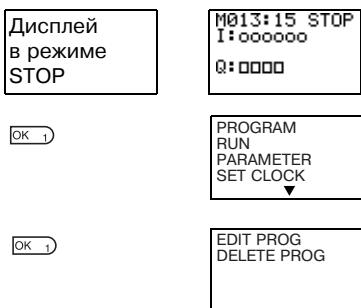 Дисплей
в режиме
STOP
M013:15 STOP
I:oooooo
Q:□□□□
OK 1)
PROGRAM
RUN
PARAMETER
SET CLOCK
▼
OK 1)
EDIT PROG
DELETE PROG